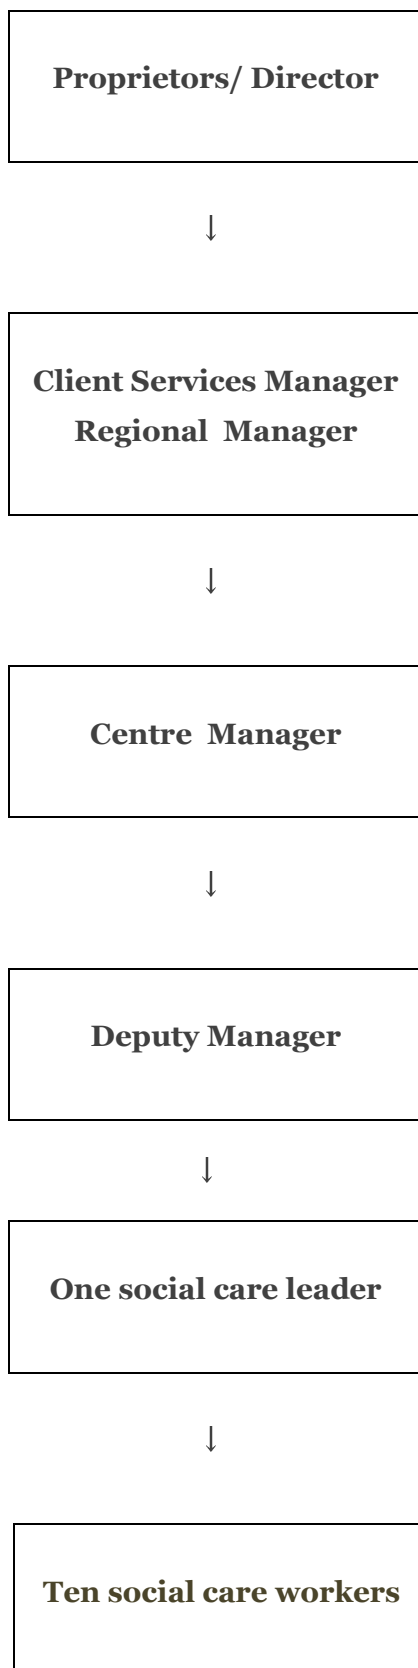 Proprietors/ Director
↓
Client Services Manager
Regional Manager
↓
Centre Manager
↓
Deputy Manager
↓
One social care leader
↓
Ten social care workers